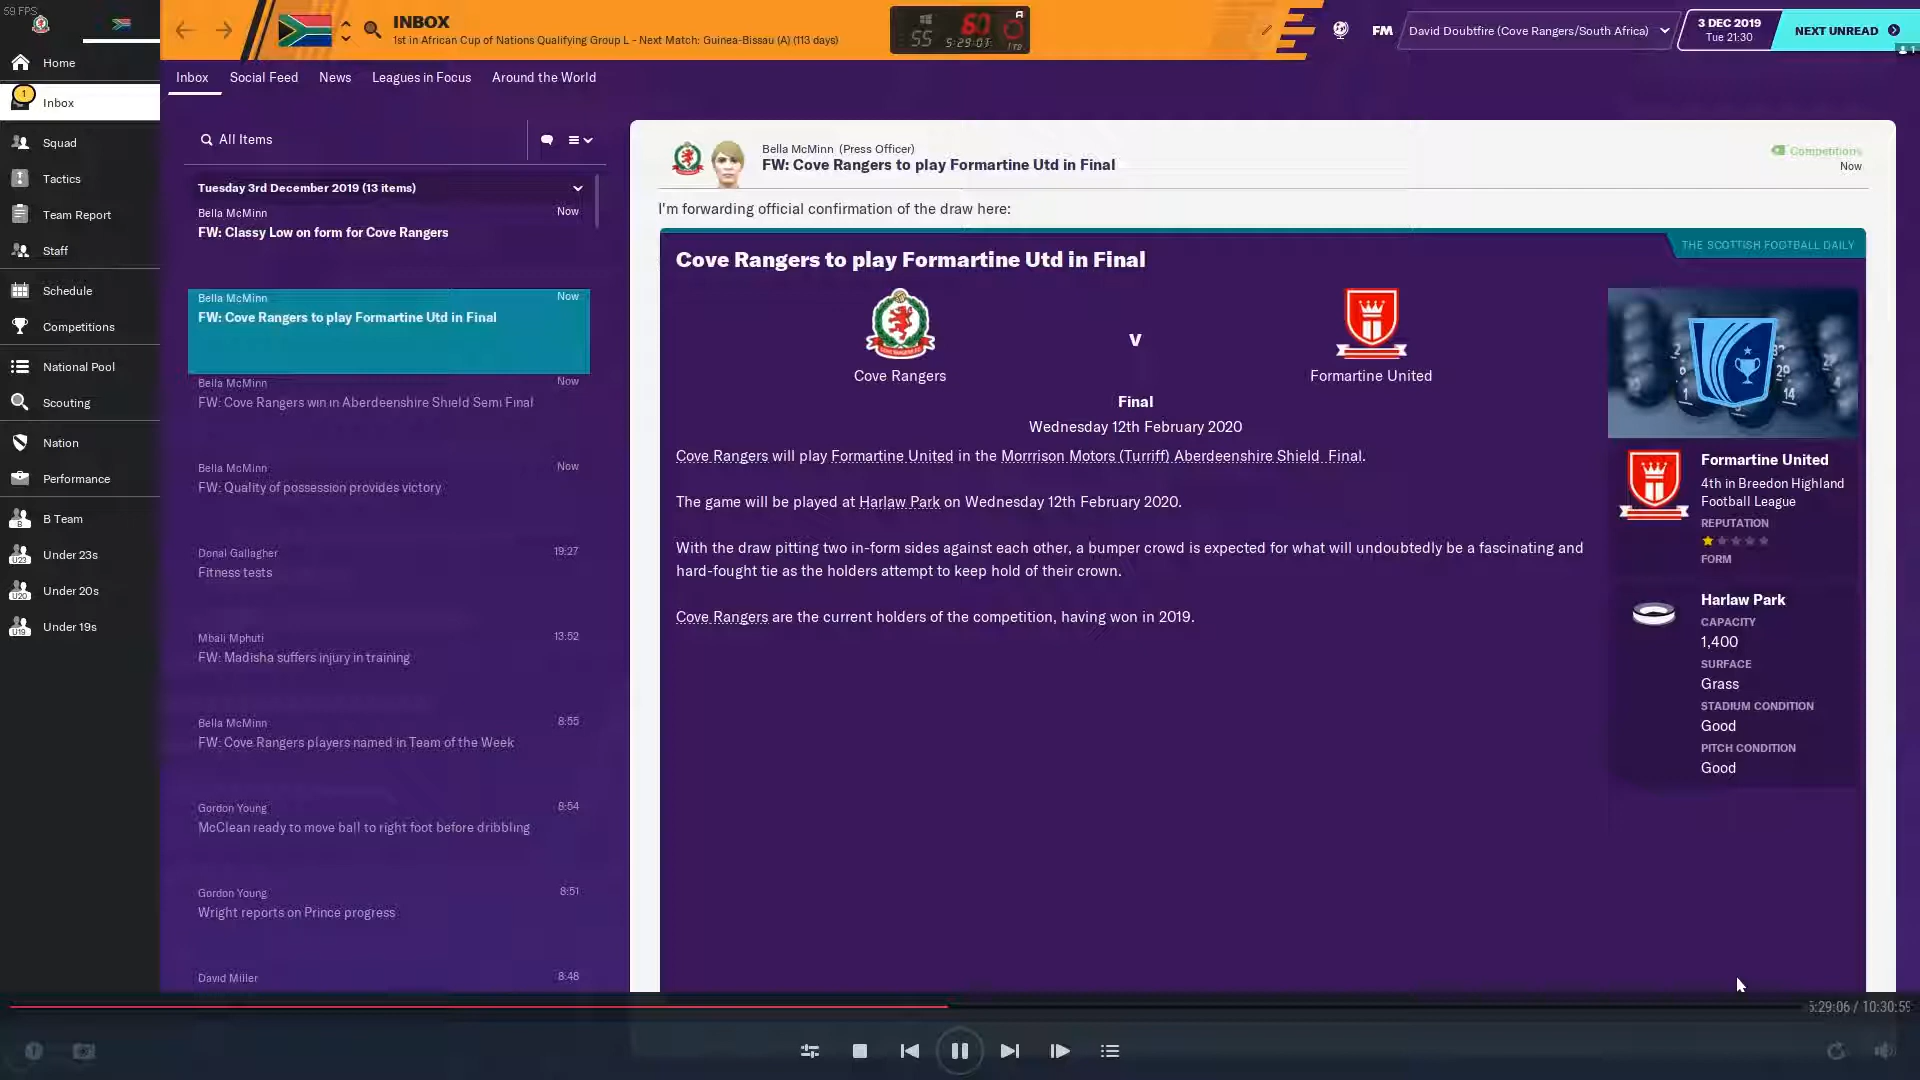 59 FPS
INBOX
1st in African Cup of Nations Qualifying Group L - Next Match: Guinea-Bissau (A) (113 days)
55
60
A
5:29:07
FM
David Doubtfire (Cove Rangers/South Africa)
3 DEC 2019
Tue 21:30
NEXT UNREAD
1
Home
1
Inbox
Squad
Tactics
Team Report
Staff
Schedule
Competitions
National Pool
Scouting
Nation
Performance
B
B Team
U23
Under 23s
U20
Under 20s
U19
Under 19s
Inbox
Social Feed
News
Leagues in Focus
Around the World
All Items
Tuesday 3rd December 2019 (13 items)
Bella McMinn
Now
FW: Classy Low on form for Cove Rangers
Bella McMinn
Now
FW: Cove Rangers to play Formartine Utd in Final
Bella McMinn
Now
FW: Cove Rangers win in Aberdeenshire Shield Semi Final
Bella McMinn
Now
FW: Quality of possession provides victory
Donal Gallagher
19:27
Fitness tests
Mbali Mphuti
13:52
FW: Madisha suffers injury in training
Bella McMinn
8:55
FW: Cove Rangers players named in Team of the Week
Gordon Young
8:54
McClean ready to move ball to right foot before dribbling
Gordon Young
8:51
Wright reports on Prince progress
David Miller
8:48
Bella McMinn (Press Officer)
FW: Cove Rangers to play Formartine Utd in Final
Competitions
Now
I'm forwarding official confirmation of the draw here:
THE SCOTTISH FOOTBALL DAILY
Cove Rangers to play Formartine Utd in Final
v
Cove Rangers
Formartine United
Final
Wednesday 12th February 2020
Cove Rangers will play Formartine United in the Morrrison Motors (Turriff) Aberdeenshire Shield Final.
The game will be played at Harlaw Park on Wednesday 12th February 2020.
With the draw pitting two in-form sides against each other, a bumper crowd is expected for what will undoubtedly be a fascinating and
hard-fought tie as the holders attempt to keep hold of their crown.
Cove Rangers are the current holders of the competition, having won in 2019.
Formartine United
4th in Breedon Highland
Football League
REPUTATION
FORM
Harlaw Park
CAPACITY
1,400
SURFACE
Grass
STADIUM CONDITION
Good
PITCH CONDITION
Good
5:29:06 / 10:30:59